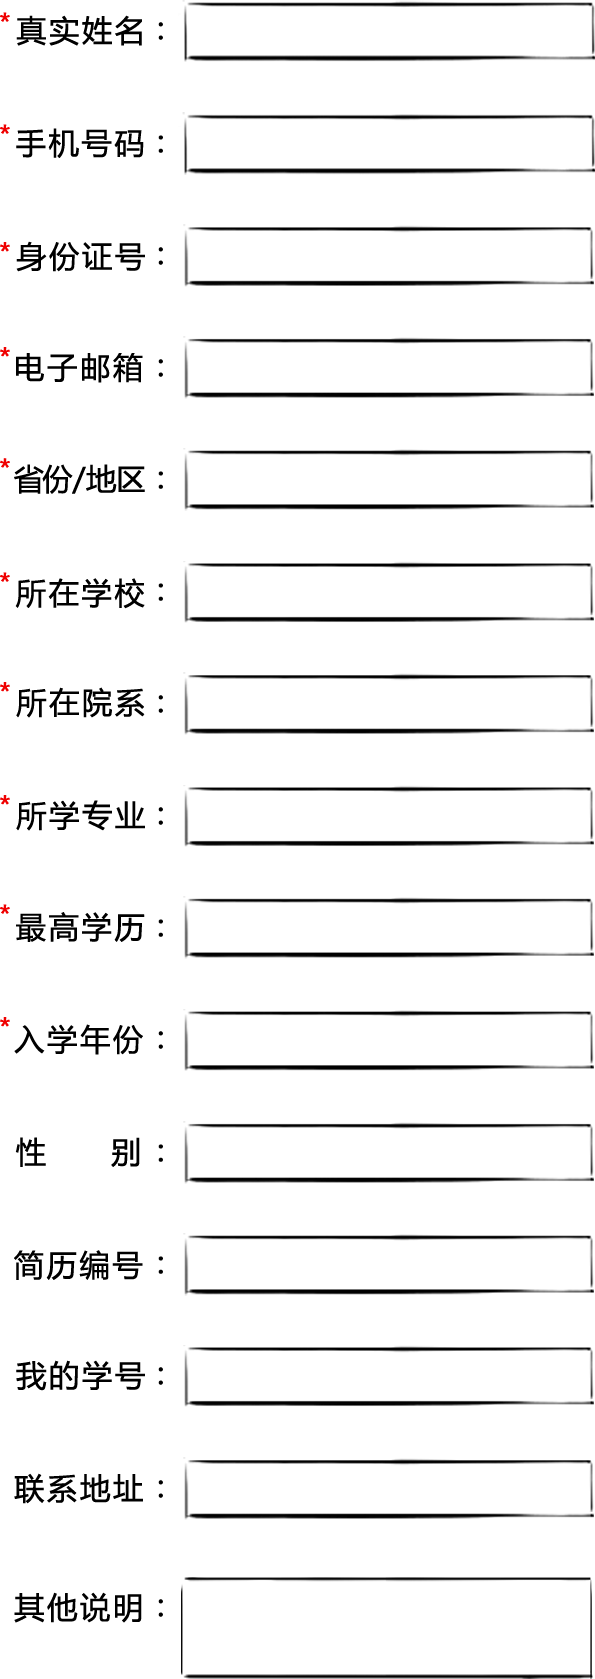 *真实姓名：
*手机号码：
*身份证号：
*电子邮箱：
*省份/地区：
*所在学校：
*所在院系：
*所学专业：
*最高学历：
*入学年份：
性 别：
简历编号：
我的学号：
联系地址：
其他说明：